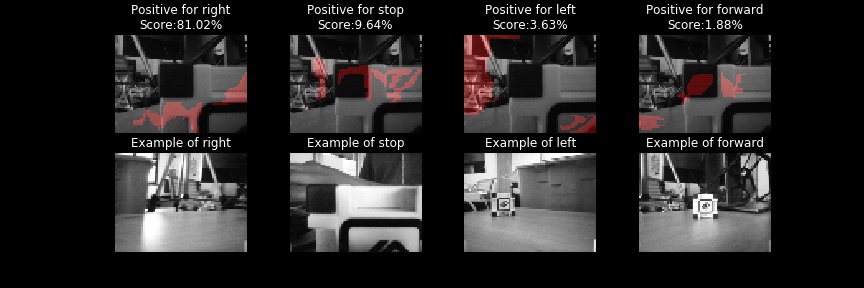 Positive for right
Score:81.02%
Positive for stop
Score:9.64%
Positive for left
Score:3.63%
Positive for forward
Score:1.88%
Example of right
Example of stop
Example of left
Example of forward